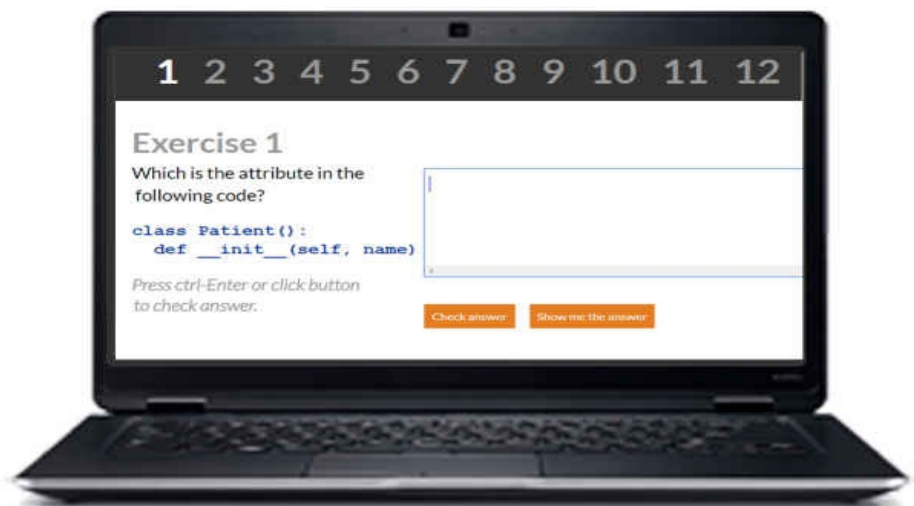 1 2 3 4 5 6 7 8 9 10 11 12
Exercise 1
Which is the attribute in the
following code?
class Patient():
def __init__(self, name)
Press ctrl-Enter or click button
to check answer.
Check answer
Show me the answer